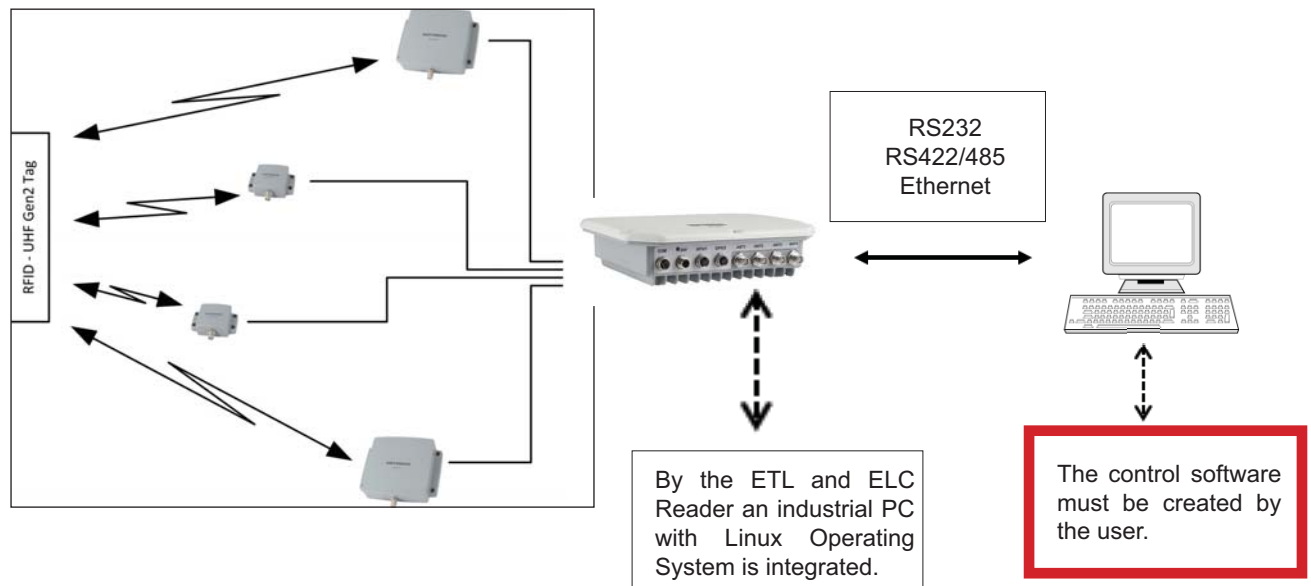 RFID - UHF Gen2 Tag
RS232
RS422/485
Ethernet
By the ETL and ELC
Reader an industrial PC
with Linux Operating
System is integrated.
The control software
must be created by
the user.